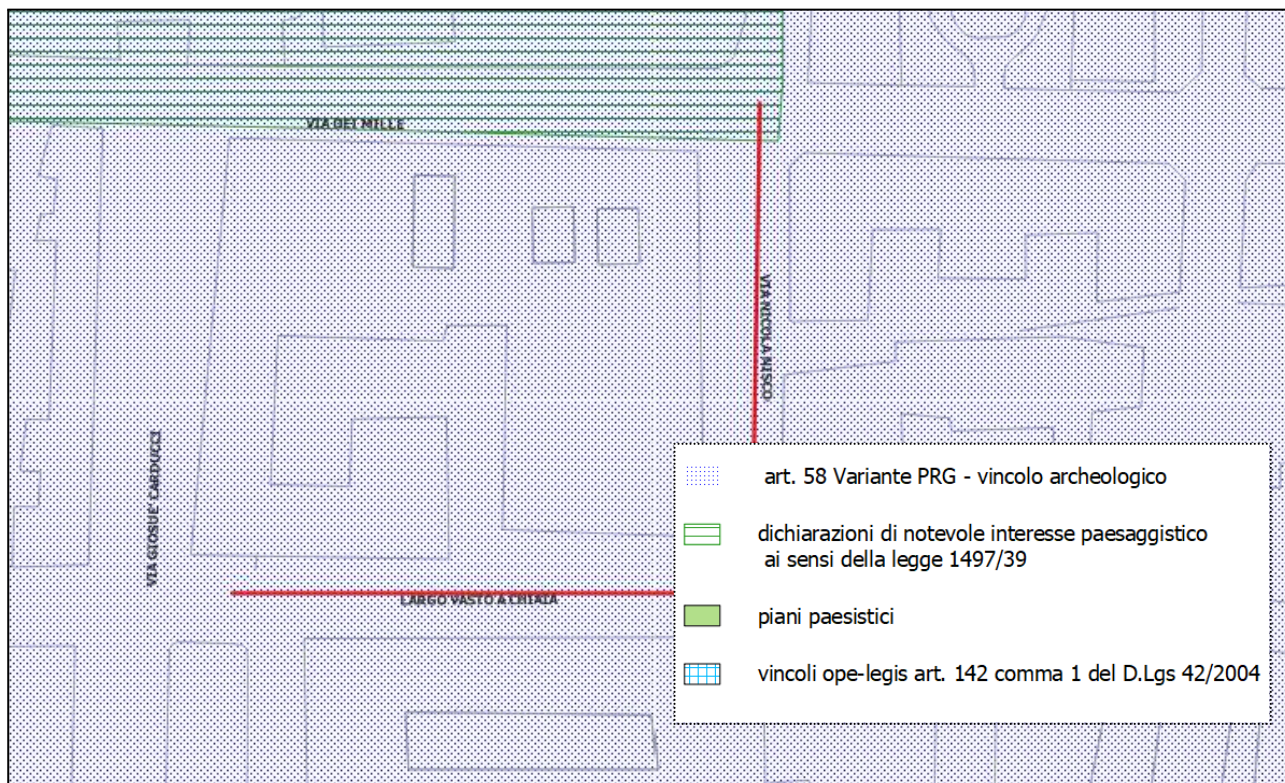 VIA DEI MILLE
VIA NICOLA NISCO
VIA GIOSUE' CARDUCCI
LARGO VASTO A CHIAIA
art. 58 Variante PRG - vincolo archeologico
dichiarazioni di notevole interesse paesaggistico
ai sensi della legge 1497/39
piani paesistici
vincoli ope-legis art. 142 comma 1 del D.Lgs 42/2004